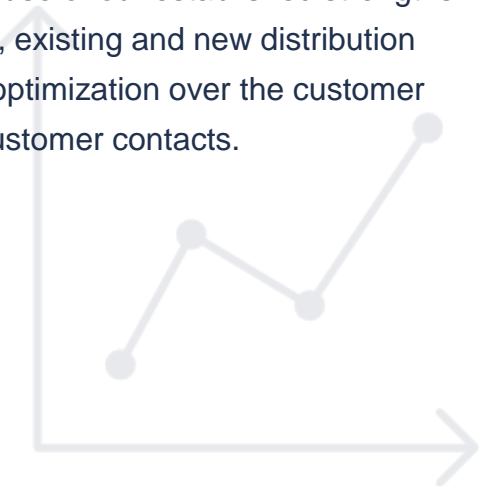 , existing and new distribution
optimization over the customer
ustomer contacts.